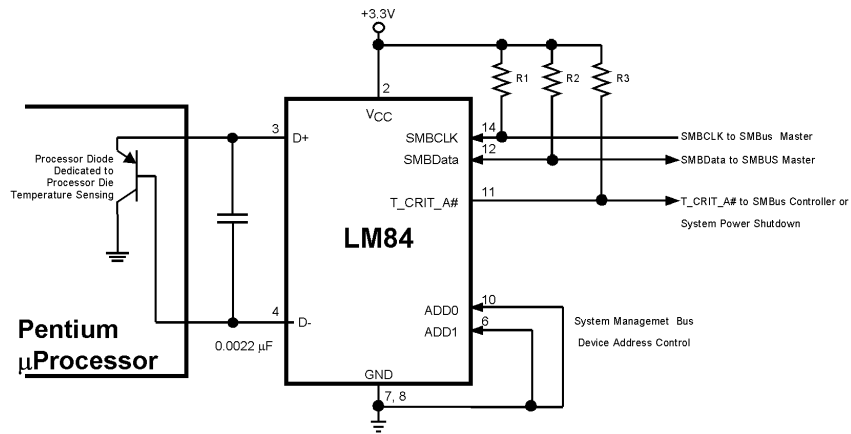 +3.3V
R1
R2
R3
2
VCC
3
D+
SMBCLK
14
SMBCLK to SMBus Master
12
SMBData
SMBData to SMBUS Master
Processor Diode
Dedicated to
Processor Die
Temperature Sensing
11
T_CRIT_A#
T_CRIT_A# to SMBus Controller or
System Power Shutdown
LM84
4
D-
10
ADD0
6
ADD1
System Managemet Bus
Device Address Control
Pentium
μProcessor
0.0022 μF
GND
7, 8